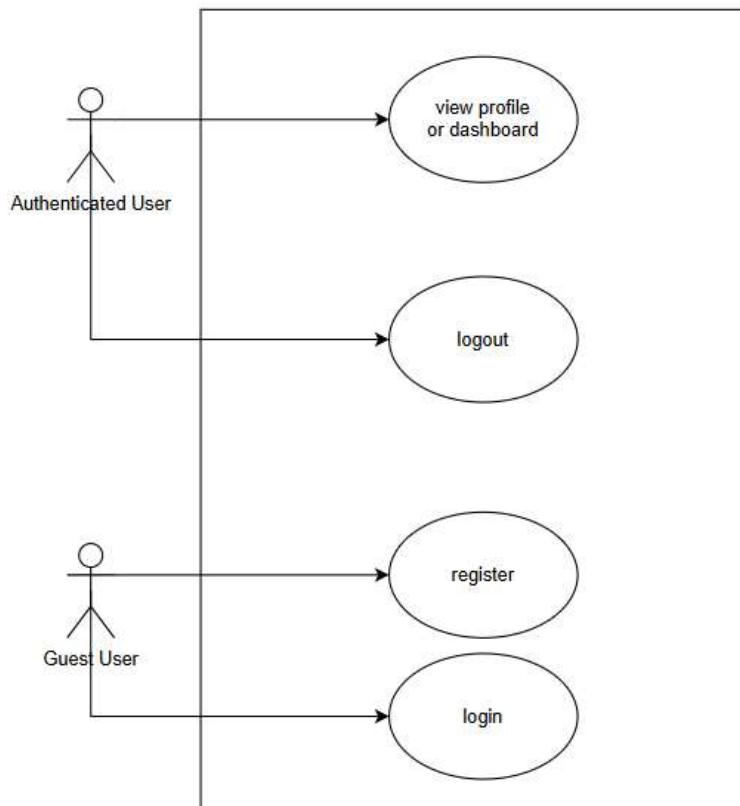 view profile
or dashboard
Authenticated User
logout
register
Guest User
login